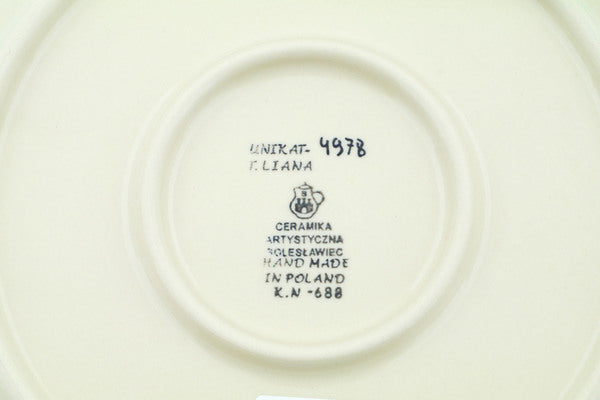 UNIKAT- 4978
T. LIANA
CERAMIKA
ARTYSTYCZNA
BOLESŁAWIEC
HAND MADE
IN POLAND
K.N -688